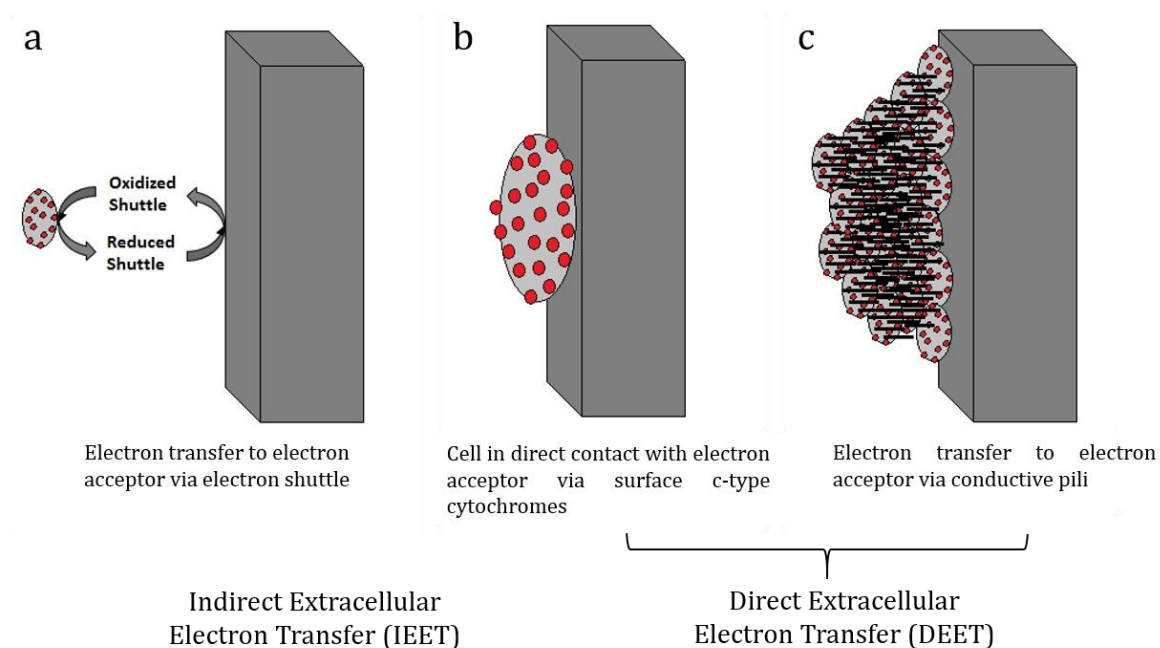 a
b
c
Oxidized
Shuttle
Reduced
Shuttle
Electron transfer to electron
acceptor via electron shuttle
Cell in direct contact with electron
acceptor via surface c-type
cytochromes
Electron transfer to electron
acceptor via conductive pili
Indirect Extracellular
Electron Transfer (IEET)
Direct Extracellular
Electron Transfer (DEET)